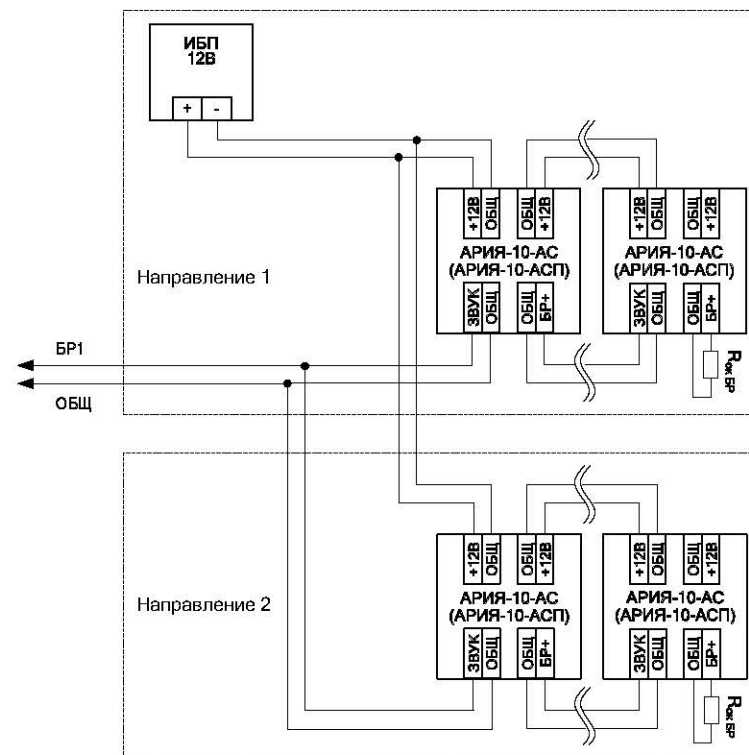 ИБП
12В
+ -
+12В ОБЩ ОБЩ +12В
+12В ОБЩ ОБЩ +12В
АРИЯ-10-АС
(АРИЯ-10-АСП)
АРИЯ-10-АС
(АРИЯ-10-АСП)
Направление 1
ЗВУК ОБЩ ОБЩ БР+
ЗВУК ОБЩ ОБЩ БР+
Rок БР
БР1
ОБЩ
+12В ОБЩ ОБЩ +12В
+12В ОБЩ ОБЩ +12В
АРИЯ-10-АС
(АРИЯ-10-АСП)
АРИЯ-10-АС
(АРИЯ-10-АСП)
Направление 2
ЗВУК ОБЩ ОБЩ БР+
ЗВУК ОБЩ ОБЩ БР+
Rок БР